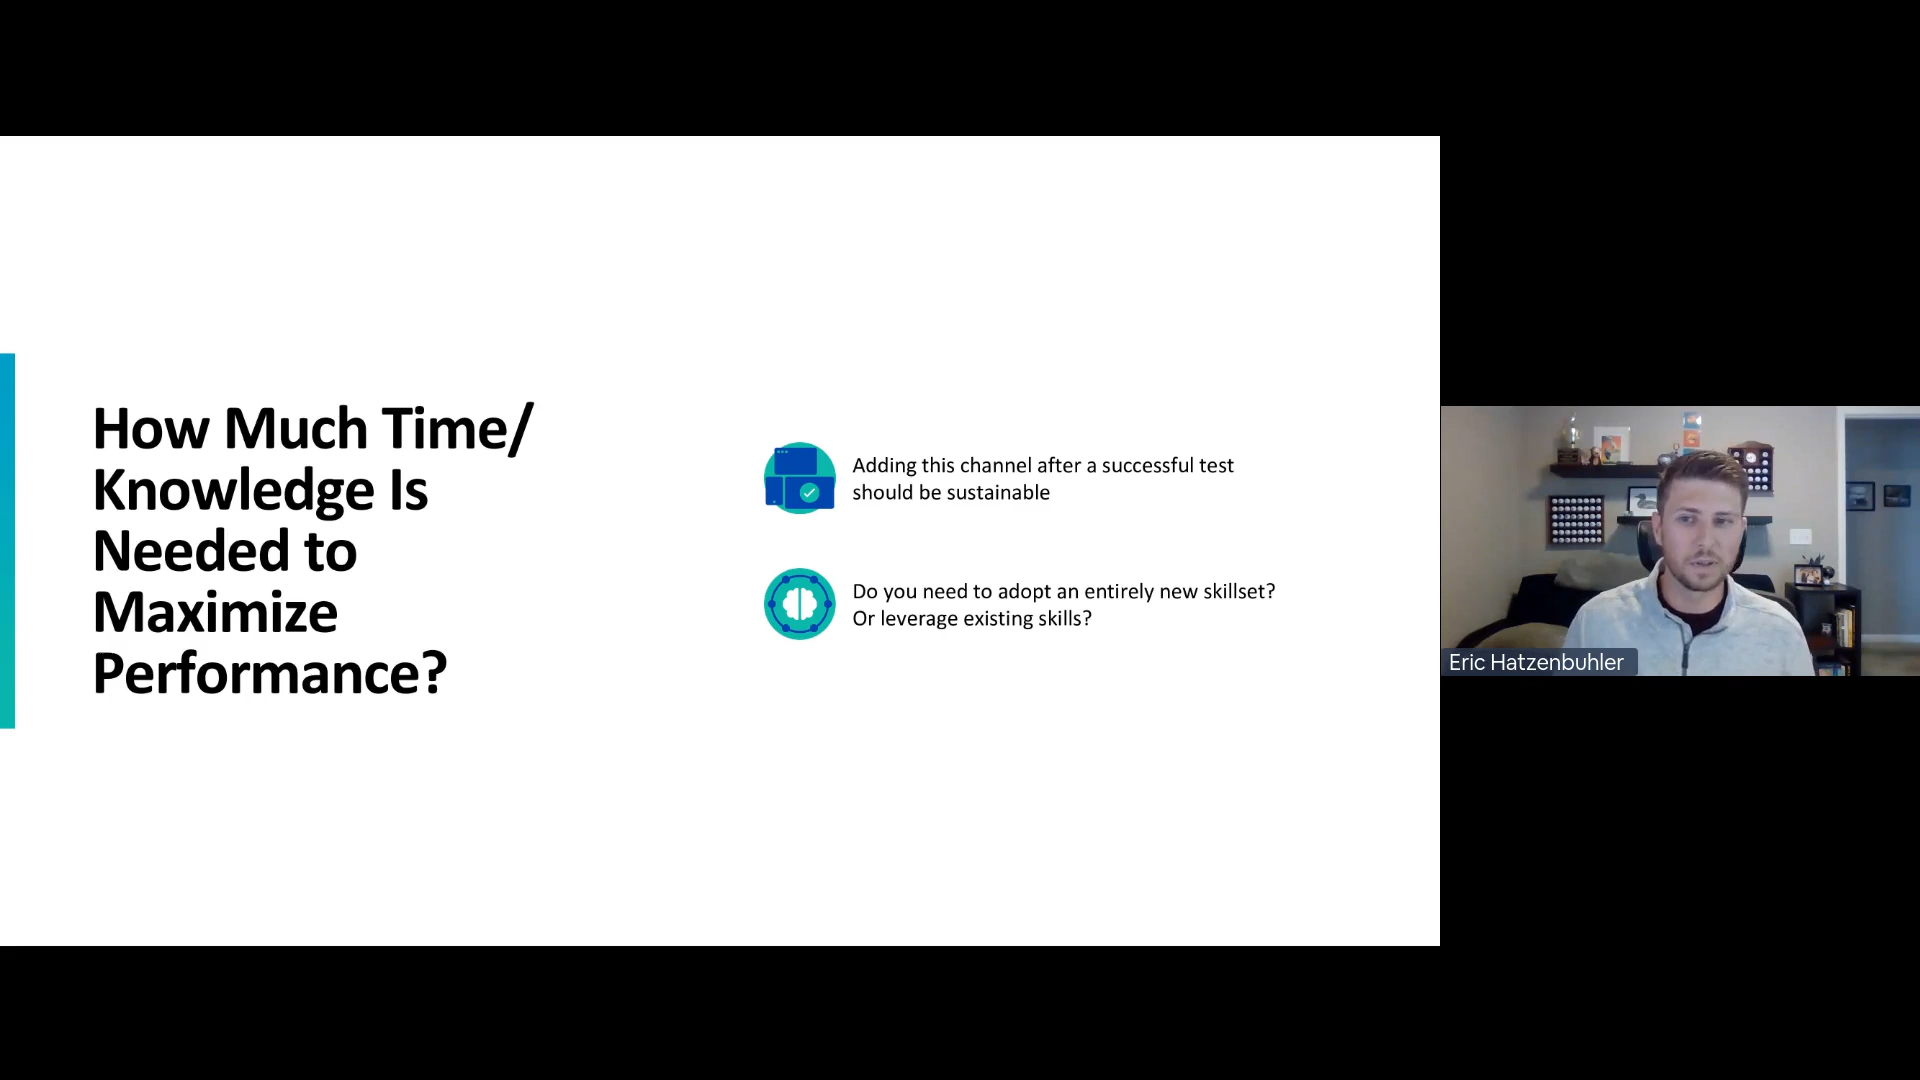 How Much Time/
Knowledge Is
Needed to
Maximize
Performance?
Adding this channel after a successful test
should be sustainable
Do you need to adopt an entirely new skillset?
Or leverage existing skills?
Eric Hatzenbuhler